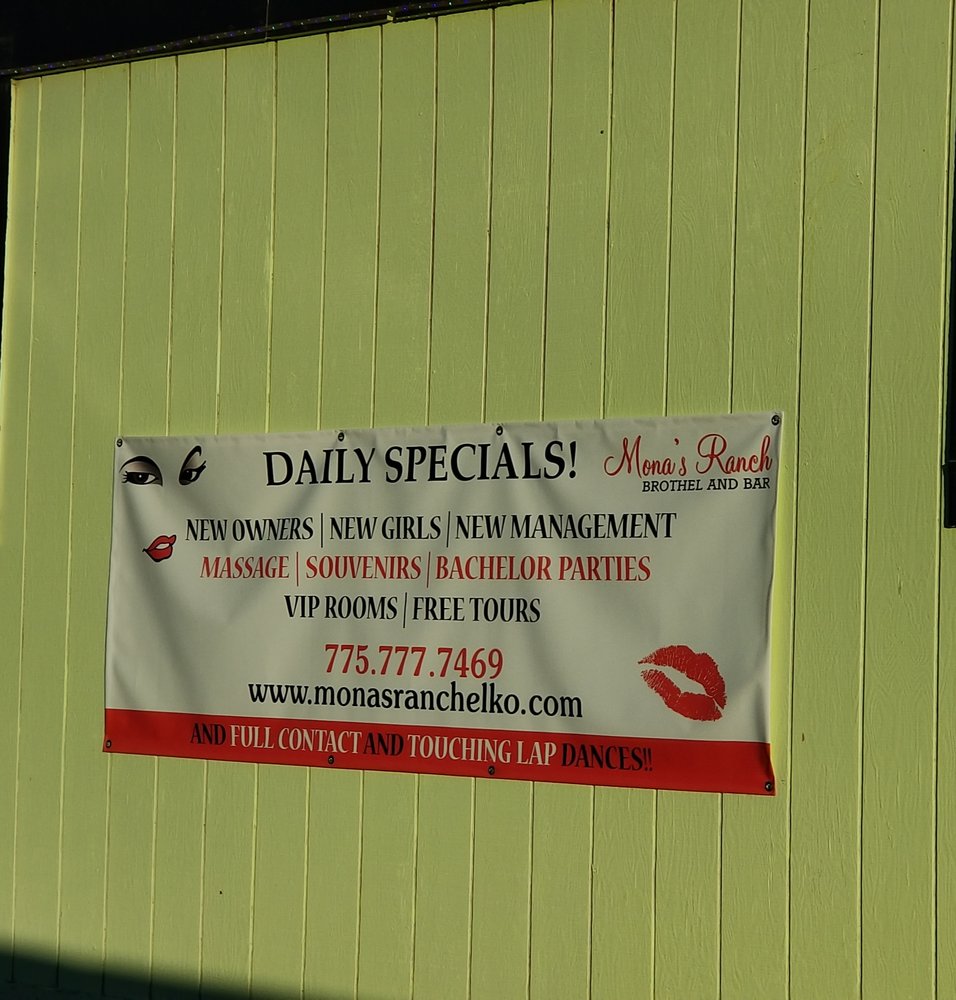 DAILY SPECIALS!
Mona's Ranch
BROTHEL AND BAR
NEW OWNERS | NEW GIRLS | NEW MANAGEMENT
MASSAGE | SOUVENIRS | BACHELOR PARTIES
VIP ROOMS | FREE TOURS
775.777.7469
www.monasranchelko.com
AND FULL CONTACT AND TOUCHING LAP DANCES!!